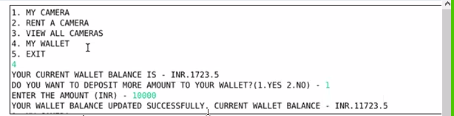 1. MY CAMERA
2. RENT A CAMERA
3. VIEW ALL CAMERAS
4. MY WALLET
5. EXIT
4
YOUR CURRENT WALLET BALANCE IS - INR.1723.5
DO YOU WANT TO DEPOSIT MORE AMOUNT TO YOUR WALLET?(1.YES 2.NO) - 1
ENTER THE AMOUNT (INR) - 10000
YOUR WALLET BALANCE UPDATED SUCCESSFULLY. CURRENT WALLET BALANCE - INR.11723.5